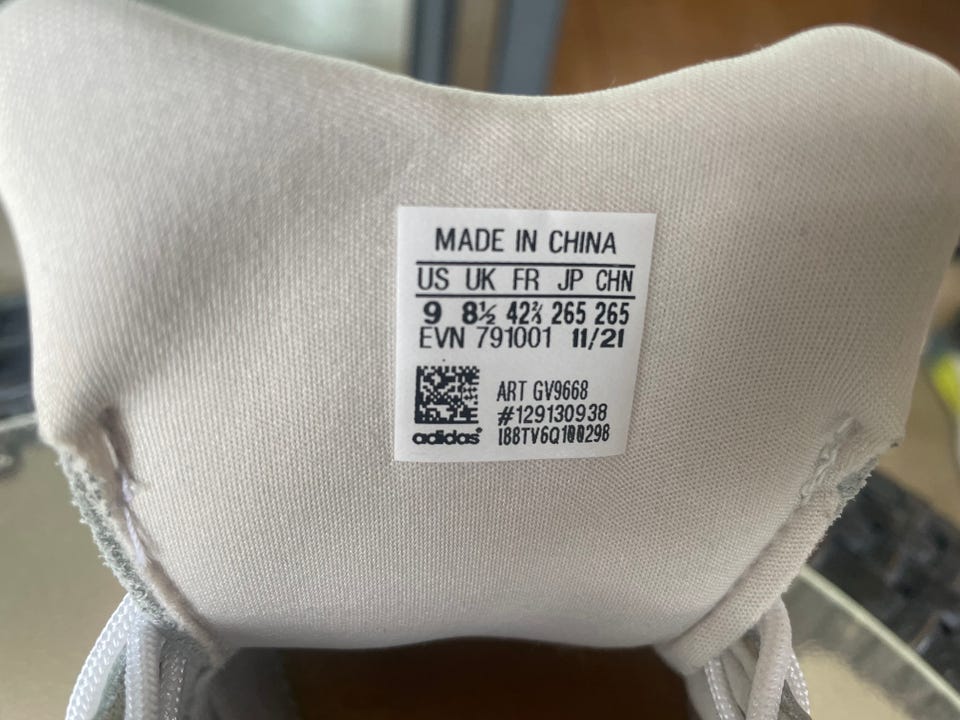 MADE IN CHINA
US UK FR JP CHN
9 8½ 42⅔ 265 265
EVN 791001 11/21
ART GV9668
#129130938
adidas I88TV6Q100298